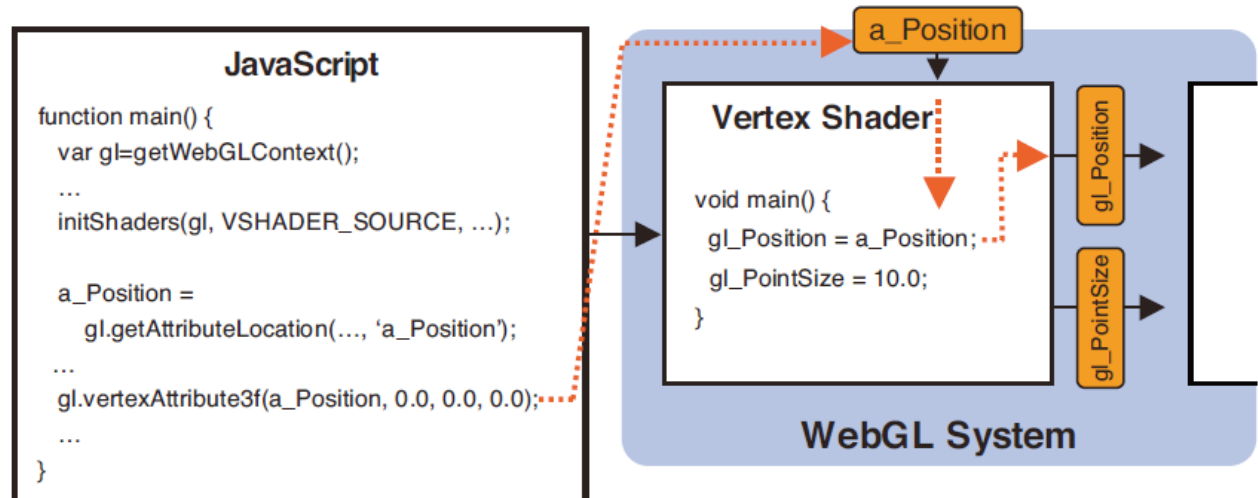 JavaScript
function main() {
var gl=getWebGLContext();
…
initShaders(gl, VSHADER_SOURCE, …);
a_Position =
gl.getAttributeLocation(…, ‘a_Position’);
…
gl.vertexAttribute3f(a_Position, 0.0, 0.0, 0.0);
…
}
a_Position
Vertex Shader
void main() {
gl_Position = a_Position;
gl_PointSize = 10.0;
}
gl_Position
gl_PointSize
WebGL System